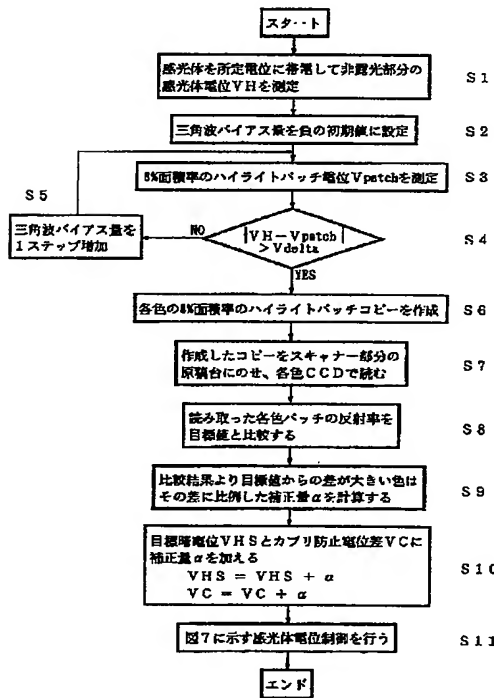 スタート
感光体を所定電位に帯電して非露光部分の
感光体電位VHを測定
S1
三角波バイアス量を負の初期値に設定
S2
8%面積率のハイライトパッチ電位Vpatchを測定
S3
S5
三角波バイアス量を
1ステップ増加
NO
|VH-Vpatch|
>Vdelta
S4
YES
各色の8%面積率のハイライトパッチコピーを作成
S6
作成したコピーをスキャナー部分の
原稿台にのせ、各色CCDで読む
S7
読み取った各色パッチの反射率を
目標値と比較する
S8
比較結果より目標値からの差が大きい色は
その差に比例した補正量αを計算する
S9
目標暗電位VHSとカブリ防止電位差VCに
補正量αを加える
VHS = VHS + α
VC = VC + α
S10
図7に示す感光体電位制御を行う
S11
エンド